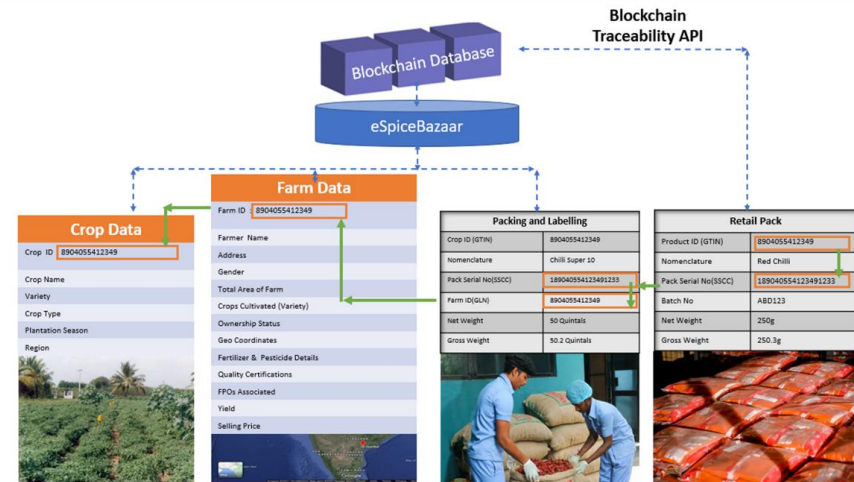 Blockchain
Traceability API
Blockchain Database
eSpiceBazaar
Crop Data
Crop ID 8904055412349
Crop Name
Variety
Crop Type
Plantation Season
Region
Farm Data
Farm ID : 8904055412349
Farmer Name
Address
Gender
Total Area of Farm
Crops Cultivated (Variety)
Ownership Status
Geo Coordinates
Fertilizer & Pesticide Details
Quality Certifications
FPOs Associated
Yield
Selling Price
Packing and Labelling
Crop ID (GTIN) 8904055412349
Nomenclature Chilli Super 10
Pack Serial No(SSCC) 189040554123491233
Farm ID(GLN) 8904055412349
Net Weight 50 Quintals
Gross Weight 50.2 Quintals
Retail Pack
Product ID (GTIN) 8904055412349
Nomenclature Red Chilli
Pack Serial No(SSCC) 189040554123491233
Batch No ABD123
Net Weight 250g
Gross Weight 250.3g